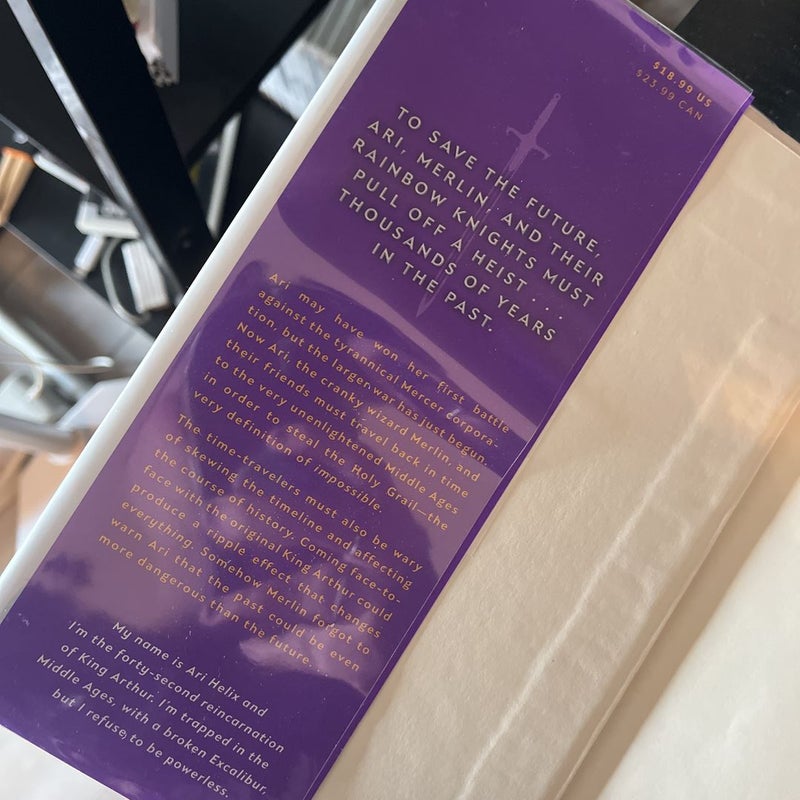 $18.99 US
$23.99 CAN
TO SAVE THE FUTURE,
ARI, MERLIN, AND THEIR
RAINBOW KNIGHTS MUST
PULL OFF A HEIST . . .
THOUSANDS OF YEARS
IN THE PAST.
Ari may have won her first battle
against the tyrannical Mercer corpora-
tion, but the larger war has just begun.
Now Ari, the cranky wizard Merlin, and
their friends must travel back in time
to the very unenlightened Middle Ages
in order to steal the Holy Grail—the
very definition of impossible.
The time-travelers must also be wary
of skewing the timeline and affecting
the course of history. Coming face-to-
face with the original King Arthur could
produce a ripple effect that changes
everything. Somehow Merlin forgot to
warn Ari that the past could be even
more dangerous than the future.
My name is Ari Helix and
I'm the forty-second reincarnation
of King Arthur. I'm trapped in the
Middle Ages, with a broken Excalibur,
but I refuse to be powerless.